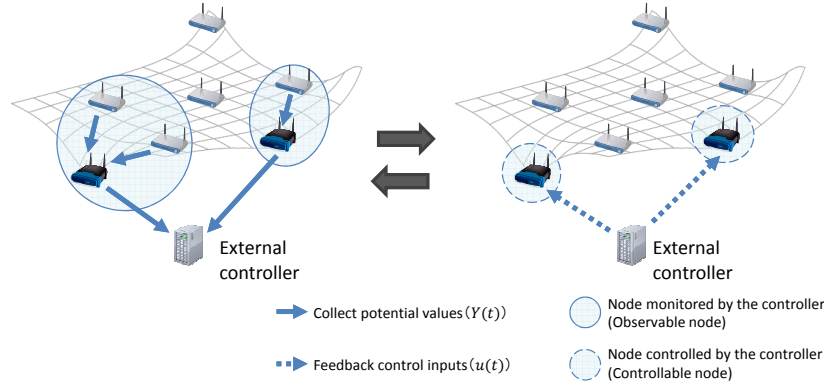 External
controller
External
controller
Collect potential values(Y(t))
Node monitored by the controller
(Observable node)
Feedback control inputs(u(t))
Node controlled by the controller
(Controllable node)